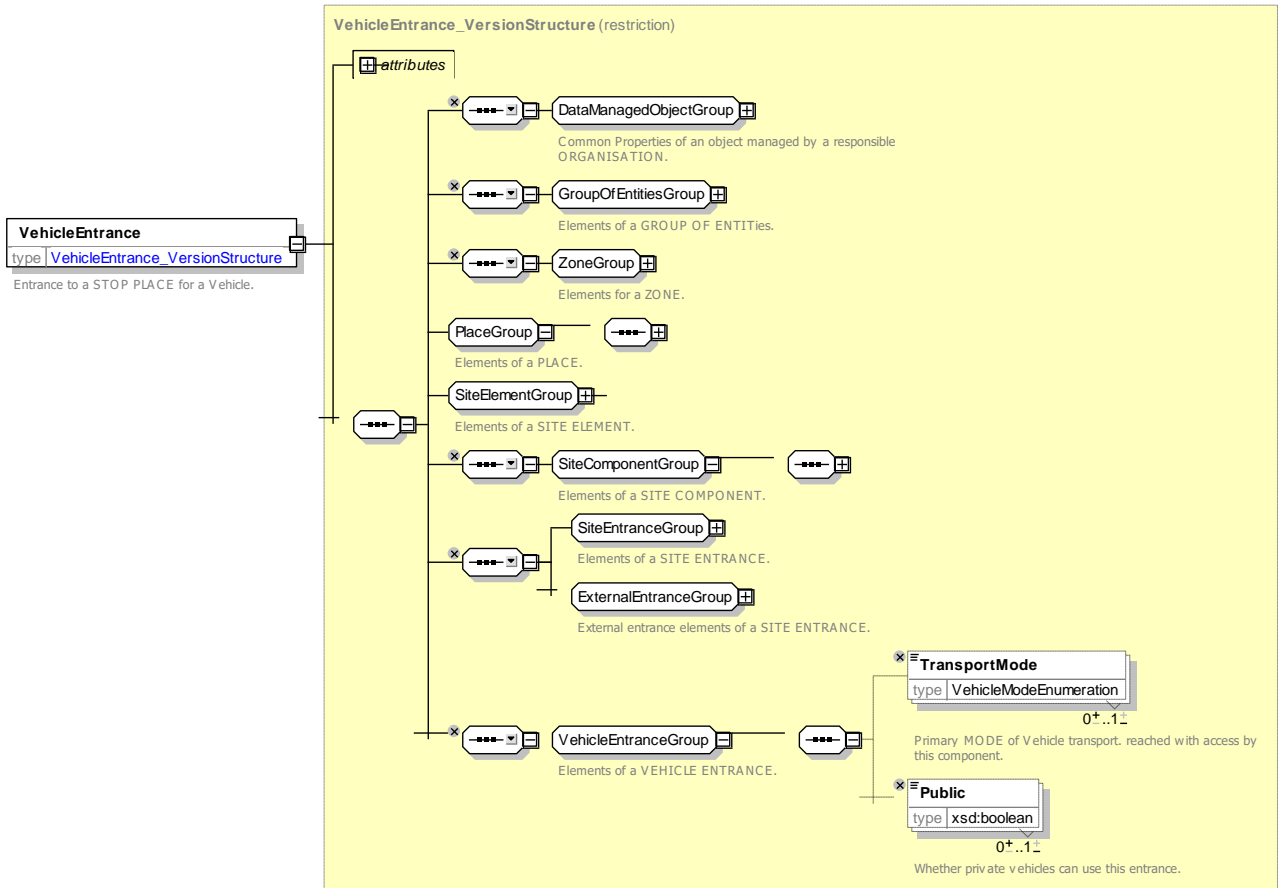 VehicleEntrance_VersionStructure (restriction)
attributes
DataManagedObjectGroup
Common Properties of an object managed by a responsible
ORGANISATION.
GroupOfEntitiesGroup
Elements of a GROUP OF ENTITies.
VehicleEntrance
type VehicleEntrance_VersionStructure
Entrance to a STOP PLACE for a Vehicle.
ZoneGroup
Elements for a ZONE.
PlaceGroup
Elements of a PLACE.
SiteElementGroup
Elements of a SITE ELEMENT.
SiteComponentGroup
Elements of a SITE COMPONENT.
SiteEntranceGroup
Elements of a SITE ENTRANCE.
ExternalEntranceGroup
External entrance elements of a SITE ENTRANCE.
VehicleEntranceGroup
Elements of a VEHICLE ENTRANCE.
TransportMode
type VehicleModeEnumeration
0..1
Primary MODE of Vehicle transport. reached with access by
this component.
Public
type xsd:boolean
0..1
Whether private vehicles can use this entrance.